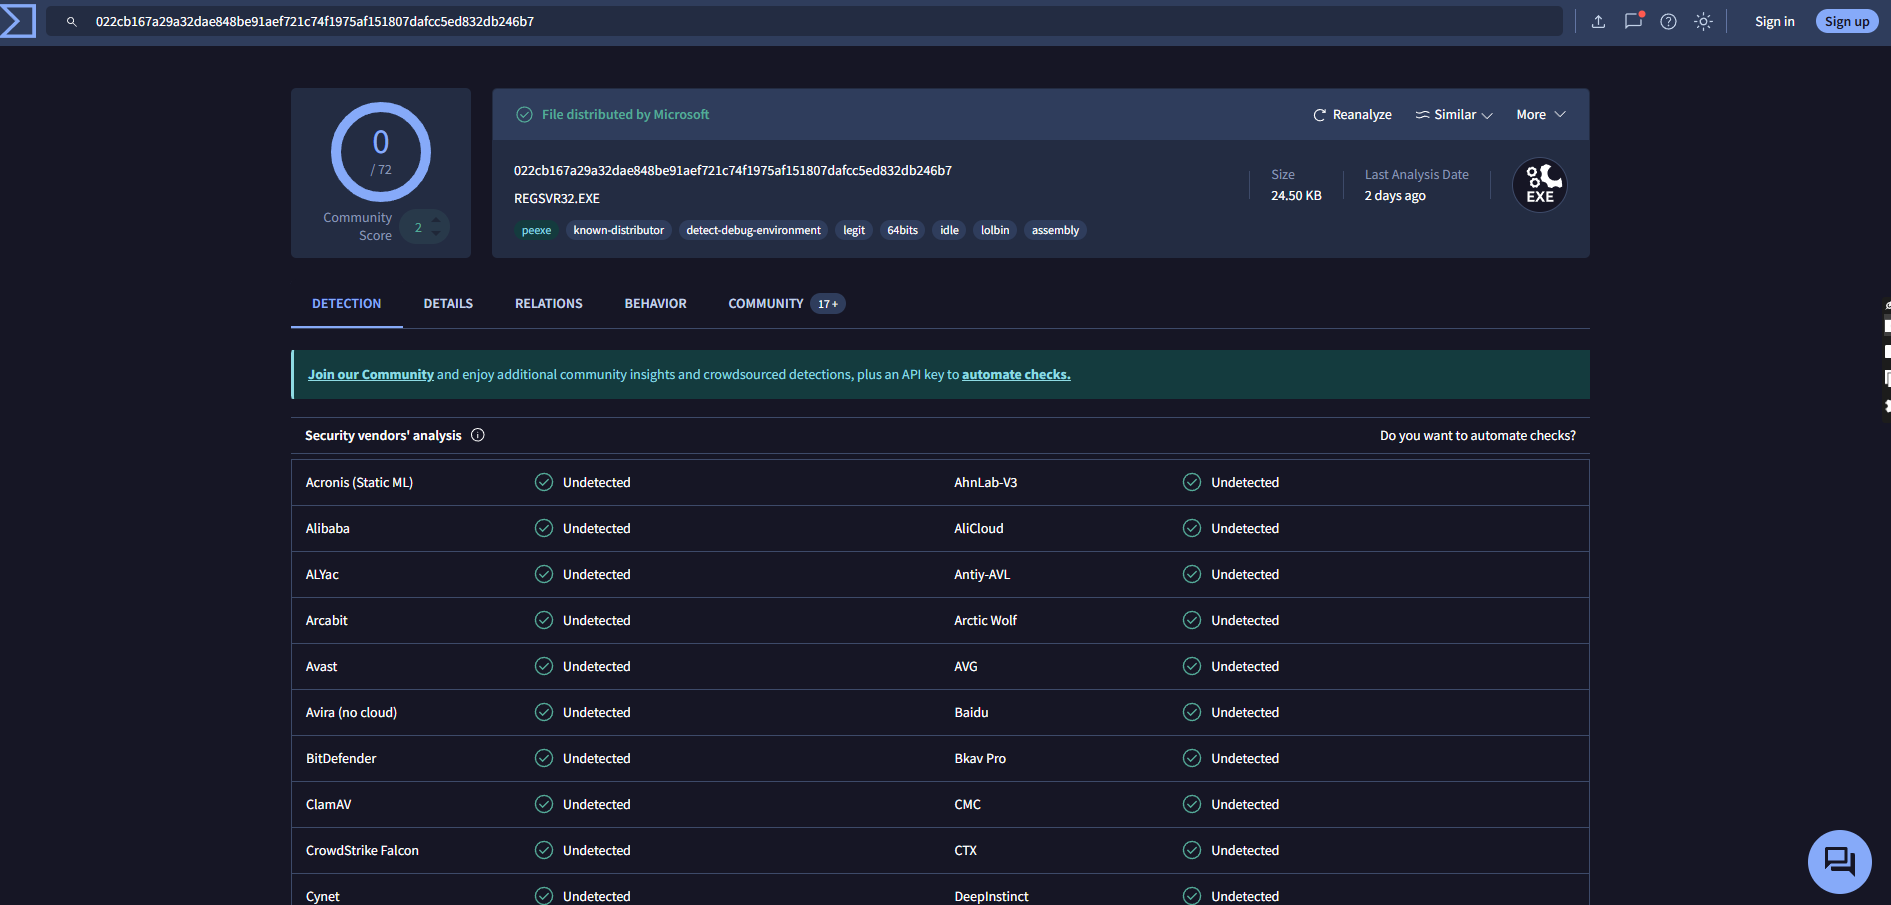 022cb167a29a32dae848be91aef721c74f1975af151807dafcc5ed832db246b7
Sign in
Sign up
0
/ 72
Community
Score
2
File distributed by Microsoft
Reanalyze
Similar
More
022cb167a29a32dae848be91aef721c74f1975af151807dafcc5ed832db246b7
REGSVR32.EXE
peexe known-distributor detect-debug-environment legit 64bits idle lolbin assembly
Size
24.50 KB
Last Analysis Date
2 days ago
EXE
DETECTION DETAILS RELATIONS BEHAVIOR COMMUNITY 17+
Join our Community and enjoy additional community insights and crowdsourced detections, plus an API key to automate checks.
Security vendors' analysis Do you want to automate checks?
Acronis (Static ML) Undetected AhnLab-V3 Undetected
Alibaba Undetected AliCloud Undetected
ALYac Undetected Antiy-AVL Undetected
Arcabit Undetected Arctic Wolf Undetected
Avast Undetected AVG Undetected
Avira (no cloud) Undetected Baidu Undetected
BitDefender Undetected Bkav Pro Undetected
ClamAV Undetected CMC Undetected
CrowdStrike Falcon Undetected CTX Undetected
Cynet Undetected DeepInstinct Undetected